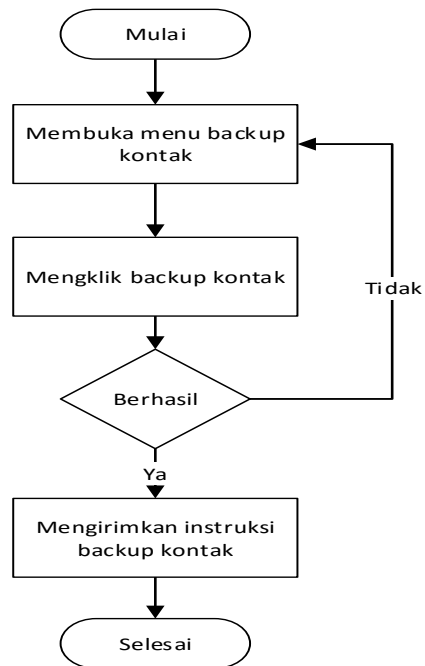 Mulai
Membuka menu backup
kontak
Mengklik backup kontak
Tidak
Berhasil
Ya
Mengirimkan instruksi
backup kontak
Selesai